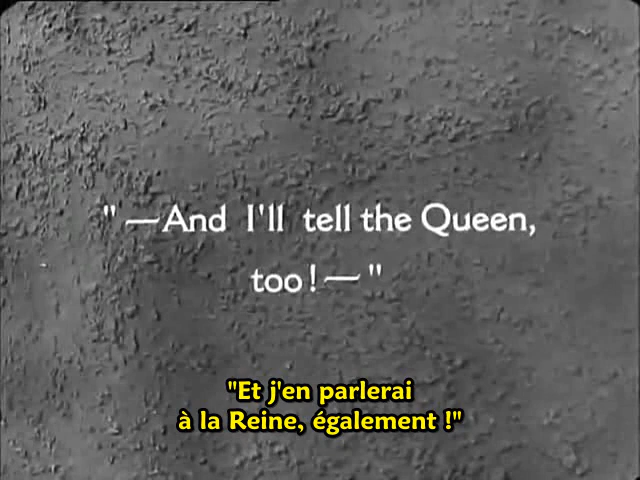 "—And I'll tell the Queen,
too!—"
"Et j'en parlerai
à la Reine, également !"